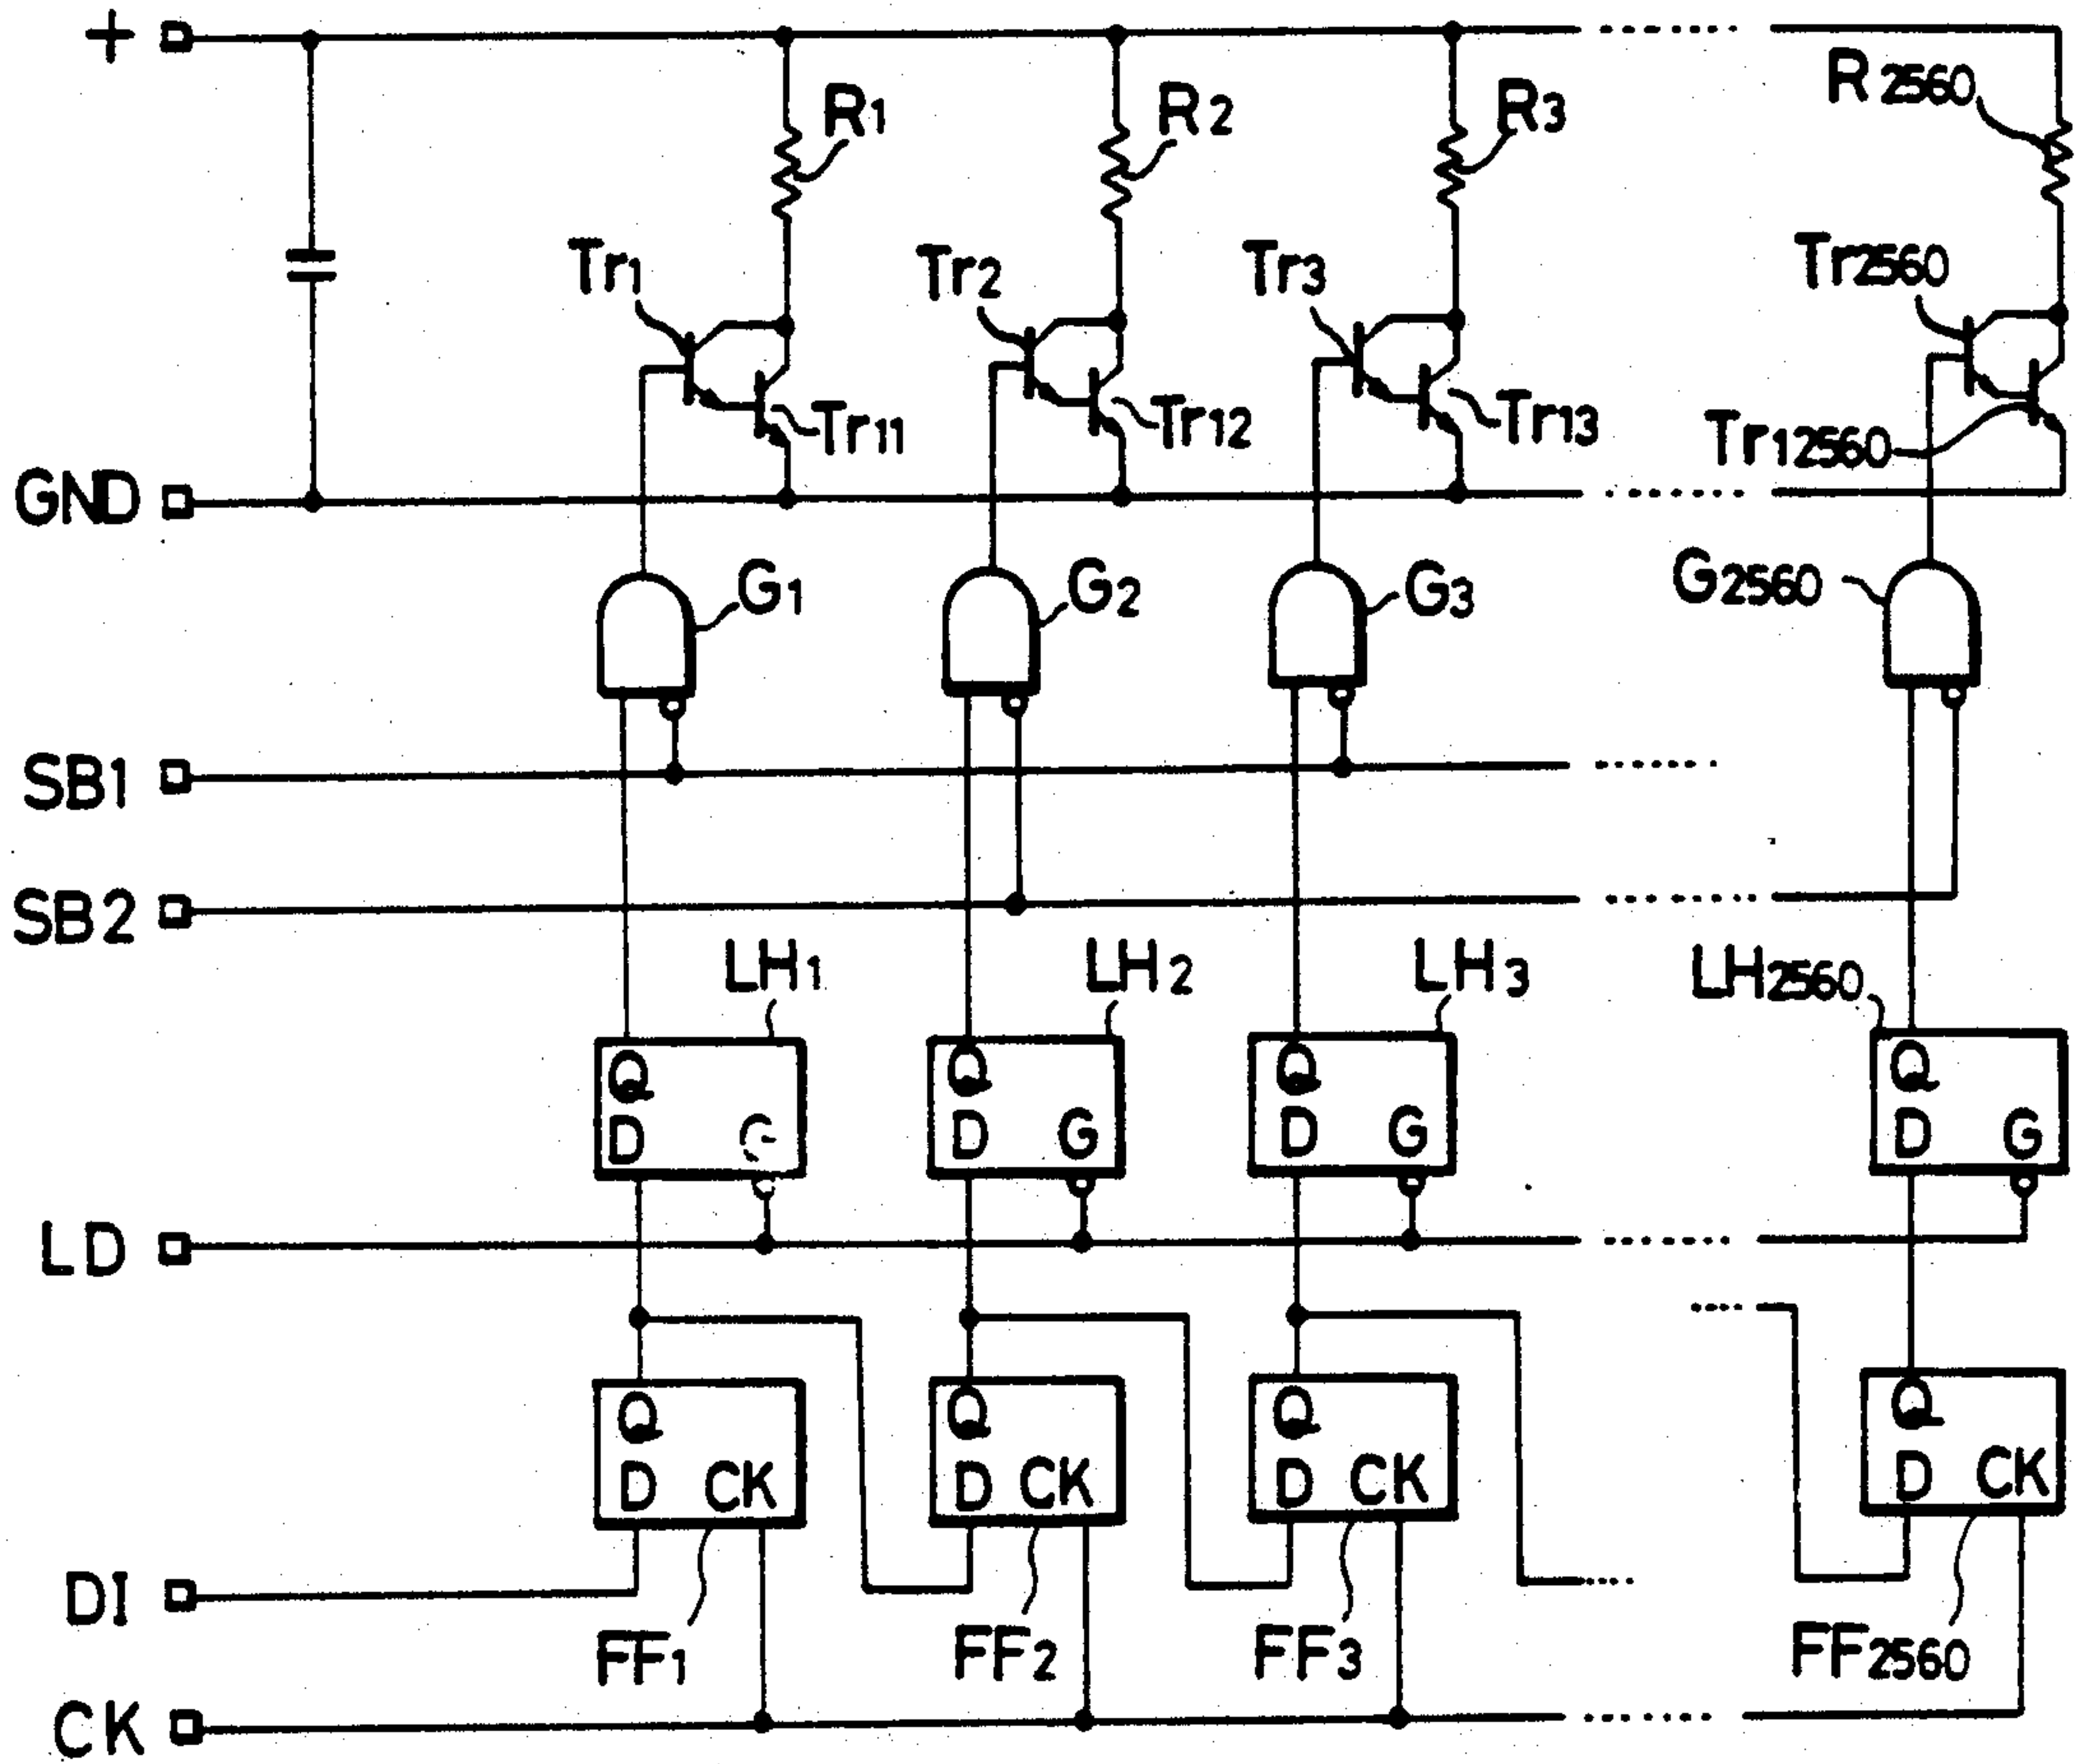 +
R1 R2 R3 R2560
Tr1 Tr2 Tr3 Tr2560
Tr11 Tr12 Tr13 Tr12560
GND
G1 G2 G3 G2560
SB1
SB2
LH1 LH2 LH3 LH2560
Q Q Q Q
D G D G D G D G
LD
Q Q Q Q
D CK D CK D CK D CK
DI
FF1 FF2 FF3 FF2560
CK